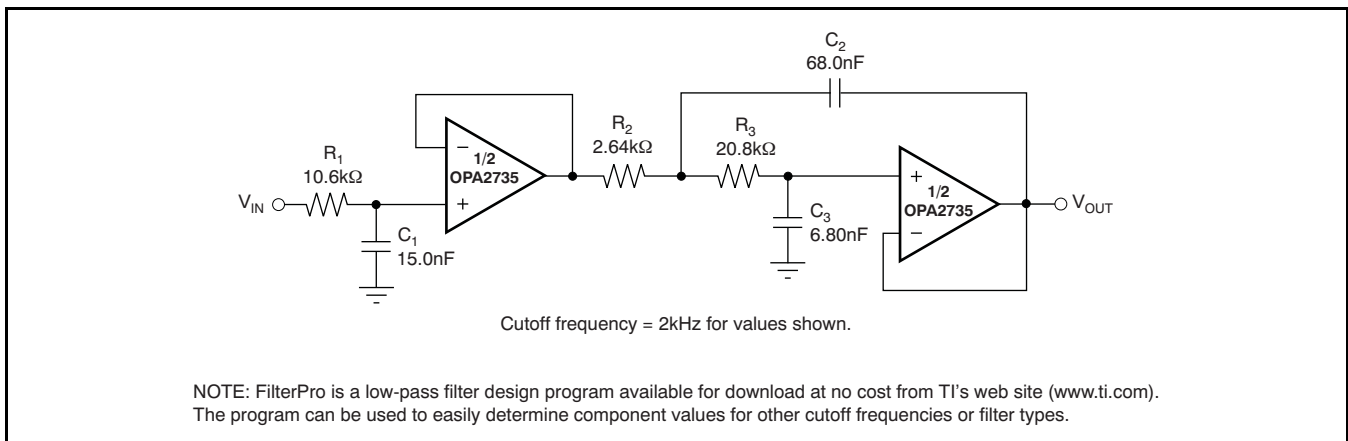 C2
68.0nF
R1
10.6kΩ
R2
2.64kΩ
R3
20.8kΩ
−
1/2
OPA2735
+
+
1/2
OPA2735
−
VIN
VOUT
C1
15.0nF
C3
6.80nF
Cutoff frequency = 2kHz for values shown.
NOTE: FilterPro is a low-pass filter design program available for download at no cost from TI's web site (www.ti.com).
The program can be used to easily determine component values for other cutoff frequencies or filter types.